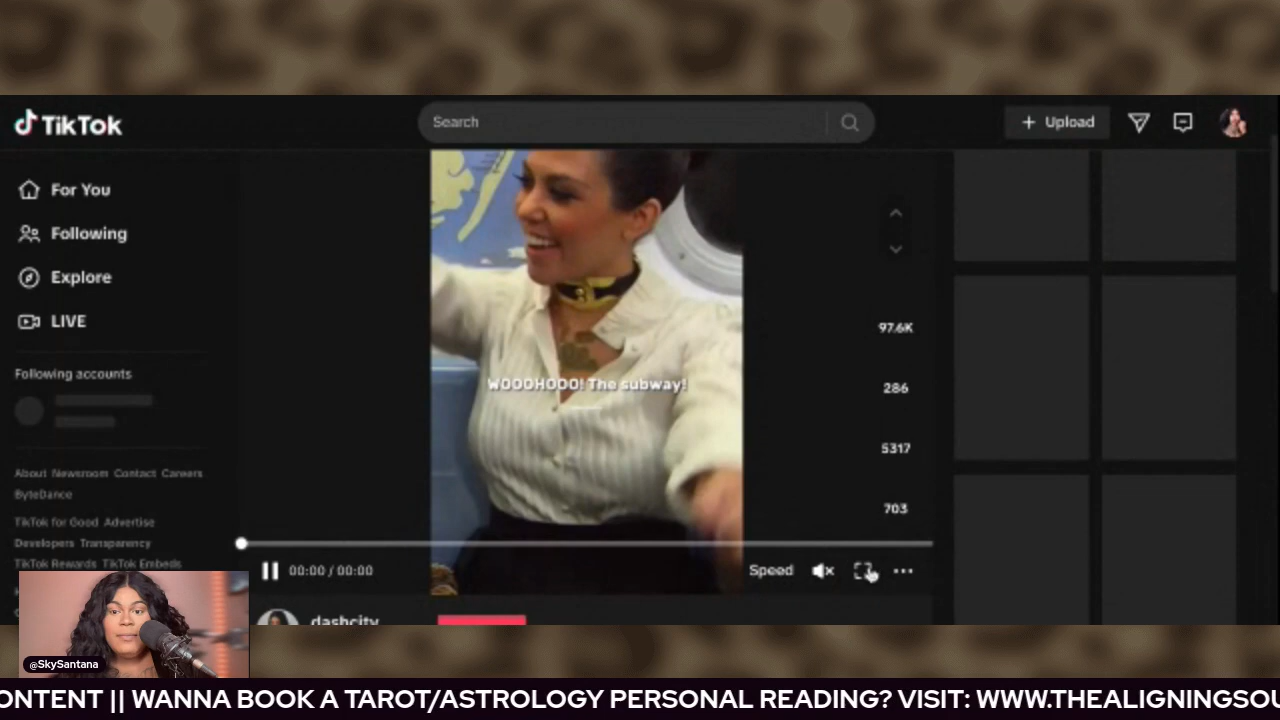 TikTok
Search
Upload
For You
Following
Explore
LIVE
Following accounts
About Newsroom Contact Careers
ByteDance
TikTok for Good Advertise
Developers Transparency
TikTok Rewards TikTok Embeds
WOOOHOOO! The subway!
97.6K
286
5317
703
00:00 / 00:00
Speed
dashcity
@SkySantana
ONTENT || WANNA BOOK A TAROT/ASTROLOGY PERSONAL READING? VISIT: WWW.THEALIGNINGSOU